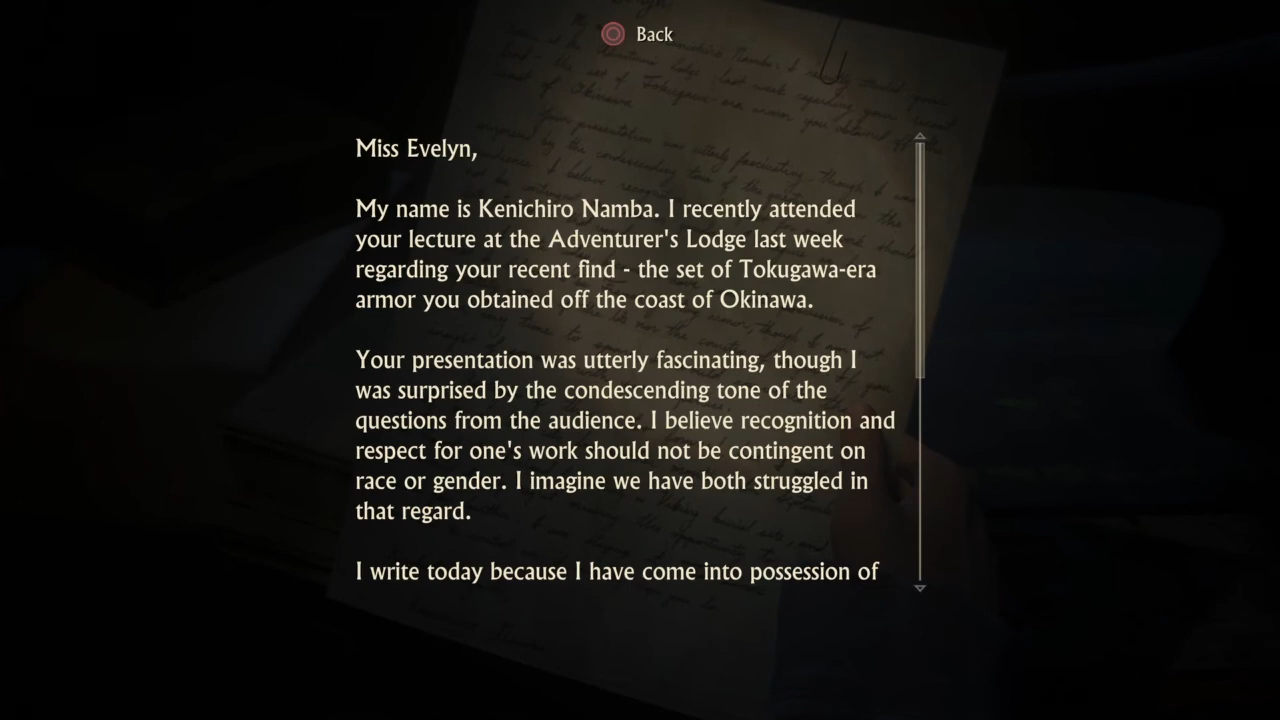 Back
Miss Evelyn,
My name is Kenichiro Namba. I recently attended
your lecture at the Adventurer's Lodge last week
regarding your recent find - the set of Tokugawa-era
armor you obtained off the coast of Okinawa.
Your presentation was utterly fascinating, though I
was surprised by the condescending tone of the
questions from the audience. I believe recognition and
respect for one's work should not be contingent on
race or gender. I imagine we have both struggled in
that regard.
I write today because I have come into possession of